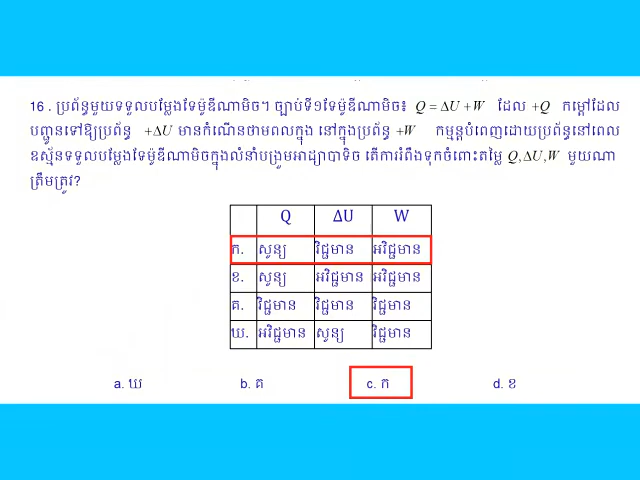 16 . ប្រព័ន្ធមួយទទួលបម្លែងទែម៉ូឌីណាមិច។ ច្បាប់ទី១ទែម៉ូឌីណាមិច៖ Q = ΔU + W ដែល +Q កម្តៅដែល
បញ្ជូនទៅឱ្យប្រព័ន្ធ +ΔU មានកំណើនថាមពលក្នុង នៅក្នុងប្រព័ន្ធ +W កម្មន្តបំពេញដោយប្រព័ន្ធនៅពេល
ឧស្ម័នទទួលបម្លែងទែម៉ូឌីណាមិចក្នុងលំនាំបង្រួមអាដ្យាបាទិច តើការរំពឹងទុកចំពោះតម្លៃ Q, ΔU, W មួយណា
ត្រឹមត្រូវ?
Q ΔU W
ក. សូន្យ វិជ្ជមាន អវិជ្ជមាន
ខ. សូន្យ អវិជ្ជមាន អវិជ្ជមាន
គ. វិជ្ជមាន វិជ្ជមាន វិជ្ជមាន
ឃ. អវិជ្ជមាន សូន្យ វិជ្ជមាន
a. ឃ b. គ c. ក d. ខ